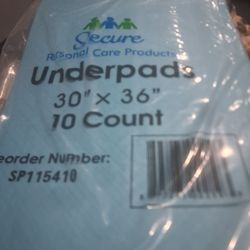 Secure
Personal Care Products
Underpads
30" x 36"
10 Count
eorder Number:
SP115410